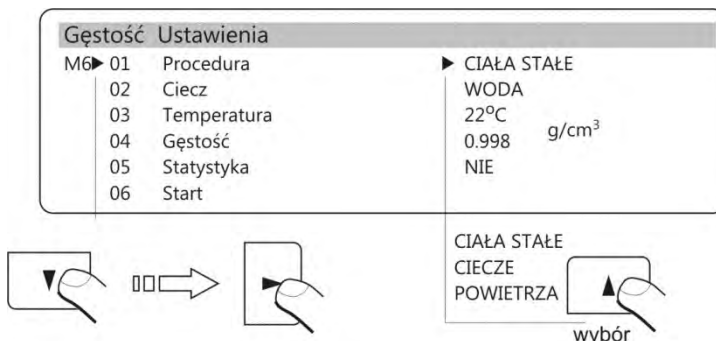 Gęstość Ustawienia
M6 01 Procedura CIAŁA STAŁE
02 Ciecz WODA
03 Temperatura 22⁰C
04 Gęstość 0.998 g/cm³
05 Statystyka NIE
06 Start
CIAŁA STAŁE
CIECZE
POWIETRZA
wybór